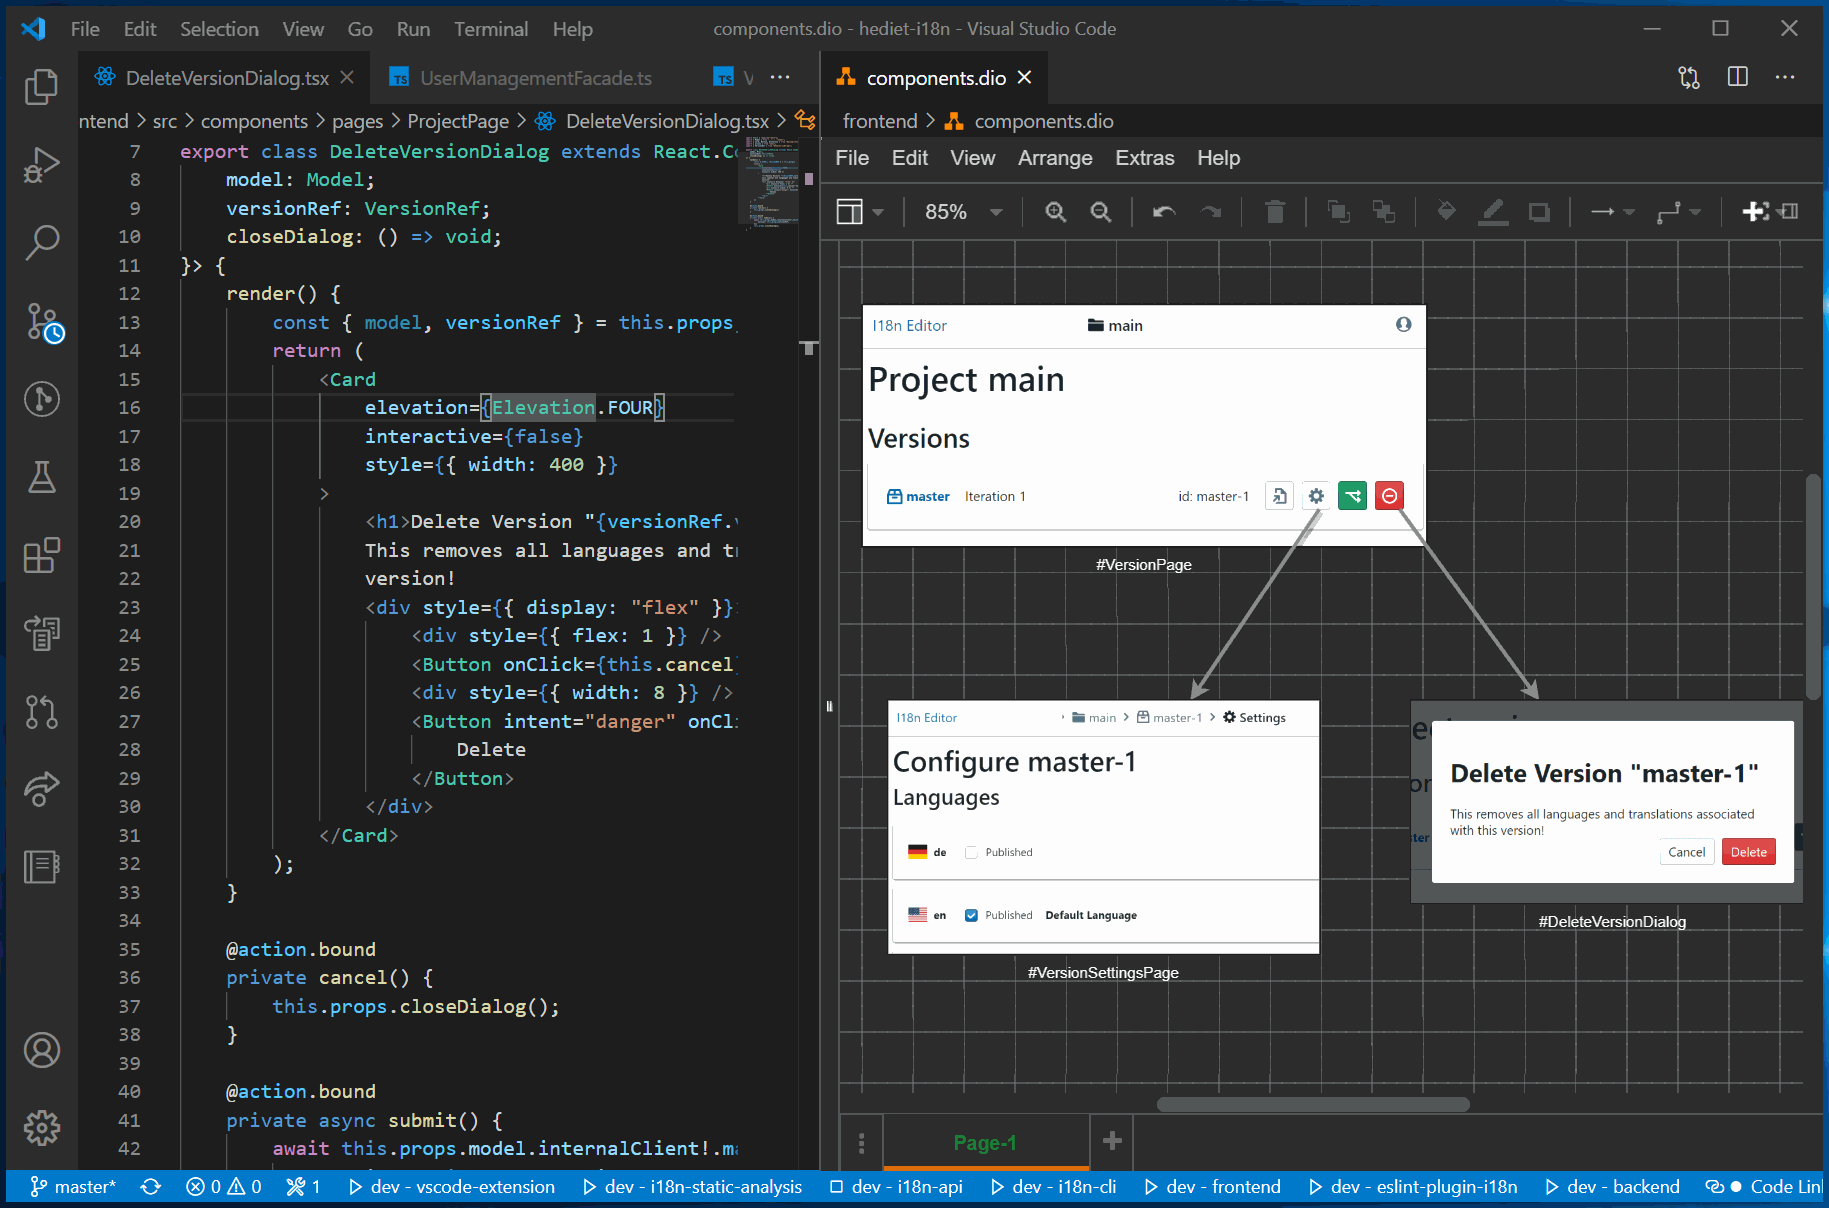 File Edit Selection View Go Run Terminal Help
components.dio - hediet-i18n - Visual Studio Code
DeleteVersionDialog.tsx
TS UserManagementFacade.ts
TS
ntend > src > components > pages > ProjectPage > DeleteVersionDialog.tsx >
7 export class DeleteVersionDialog extends React.Co
8 model: Model;
9 versionRef: VersionRef;
10 closeDialog: () => void;
11 }> {
12 render() {
13 const { model, versionRef } = this.props
14 return (
15 <Card
16 elevation={Elevation.FOUR}
17 interactive={false}
18 style={{ width: 400 }}
19 >
20 <h1>Delete Version "{versionRef.
21 This removes all languages and t
22 version!
23 <div style={{ display: "flex" }}
24 <div style={{ flex: 1 }} />
25 <Button onClick={this.cancel
26 <div style={{ width: 8 }} />
27 <Button intent="danger" onCl
28 Delete
29 </Button>
30 </div>
31 </Card>
32 );
33 }
34
35 @action.bound
36 private cancel() {
37 this.props.closeDialog();
38 }
39
40 @action.bound
41 private async submit() {
42 await this.props.model.internalClient!.m
components.dio
frontend > components.dio
File Edit View Arrange Extras Help
85%
I18n Editor main
Project main
Versions
master Iteration 1 id: master-1
#VersionPage
I18n Editor main > master-1 > Settings
Configure master-1
Languages
de Published
en Published Default Language
#VersionSettingsPage
Delete Version "master-1"
This removes all languages and translations associated
with this version!
Cancel Delete
ter
#DeleteVersionDialog
Page-1
master* 0 0 1 dev - vscode-extension dev - i18n-static-analysis dev - i18n-api dev - i18n-cli dev - frontend dev - eslint-plugin-i18n dev - backend Code Lin